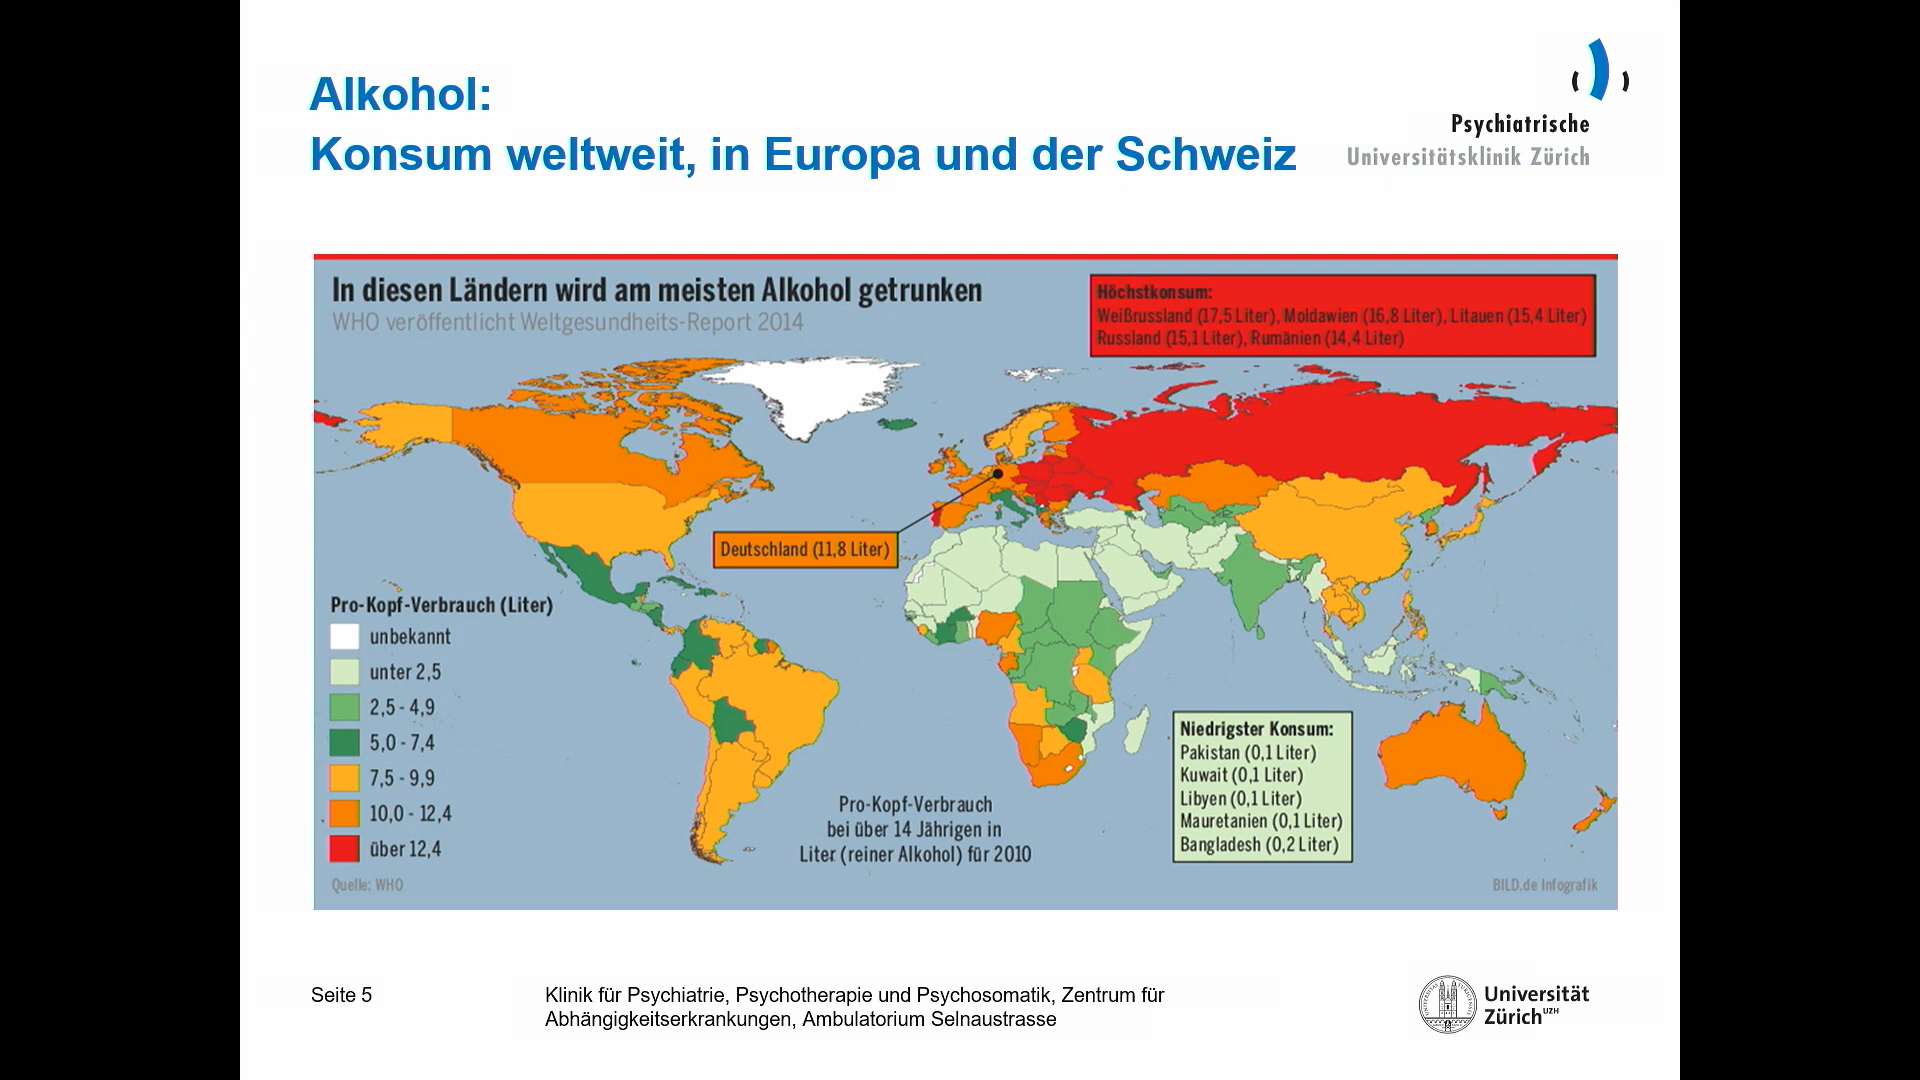 Alkohol:
Konsum weltweit, in Europa und der Schweiz
Psychiatrische
Universitätsklinik Zürich
In diesen Ländern wird am meisten Alkohol getrunken
WHO veröffentlicht Weltgesundheits-Report 2014
Höchstkonsum:
Weißrussland (17,5 Liter), Moldawien (16,8 Liter), Litauen (15,4 Liter)
Russland (15,1 Liter), Rumänien (14,4 Liter)
Deutschland (11,8 Liter)
Pro-Kopf-Verbrauch (Liter)
unbekannt
unter 2,5
2,5 - 4,9
5,0 - 7,4
7,5 - 9,9
10,0 - 12,4
über 12,4
Quelle: WHO
Pro-Kopf-Verbrauch
bei über 14 Jährigen in
Liter (reiner Alkohol) für 2010
Niedrigster Konsum:
Pakistan (0,1 Liter)
Kuwait (0,1 Liter)
Libyen (0,1 Liter)
Mauretanien (0,1 Liter)
Bangladesh (0,2 Liter)
BILD.de Infografik
Seite 5
Klinik für Psychiatrie, Psychotherapie und Psychosomatik, Zentrum für
Abhängigkeitserkrankungen, Ambulatorium Selnaustrasse
Universität
Zürich UZH